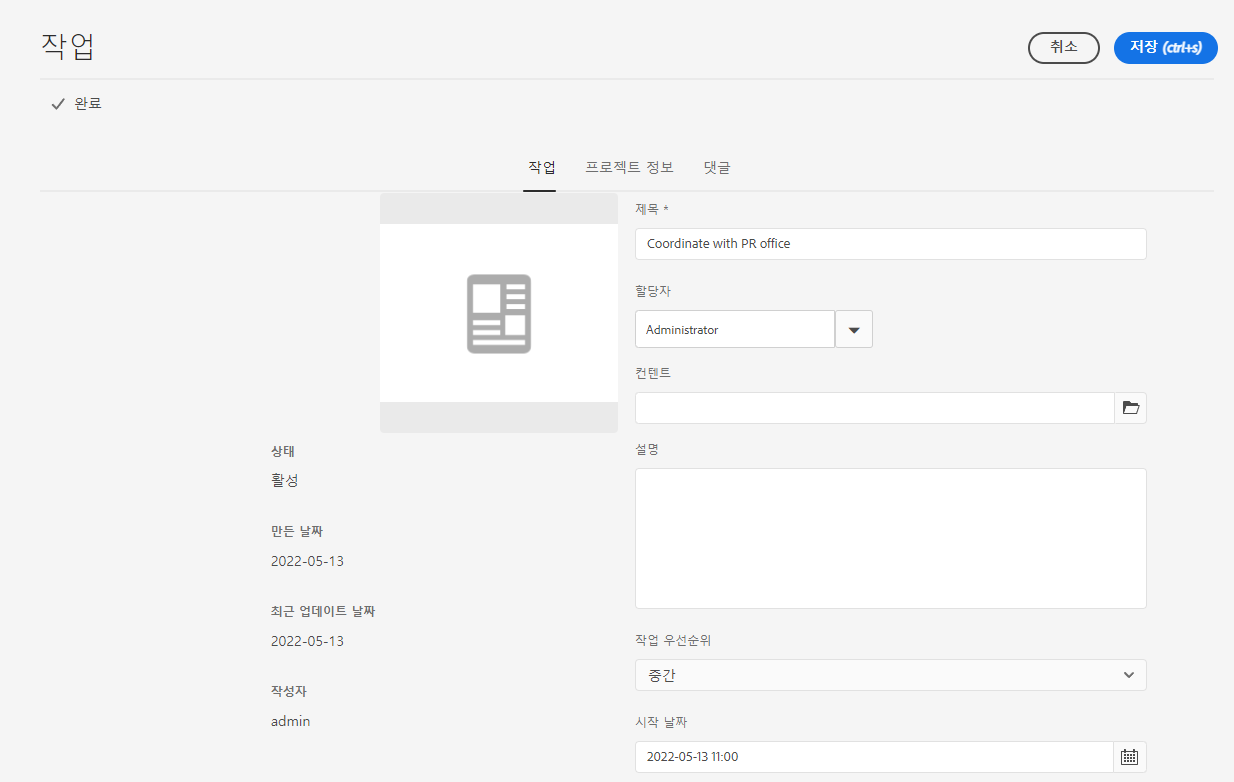 작업
취소
저장 (ctrl+s)
완료
작업 프로젝트 정보 댓글
제목 *
Coordinate with PR office
할당자
Administrator
컨텐트
설명
상태
활성
만든 날짜
2022-05-13
최근 업데이트 날짜
2022-05-13
작성자
admin
작업 우선순위
중간
시작 날짜
2022-05-13 11:00